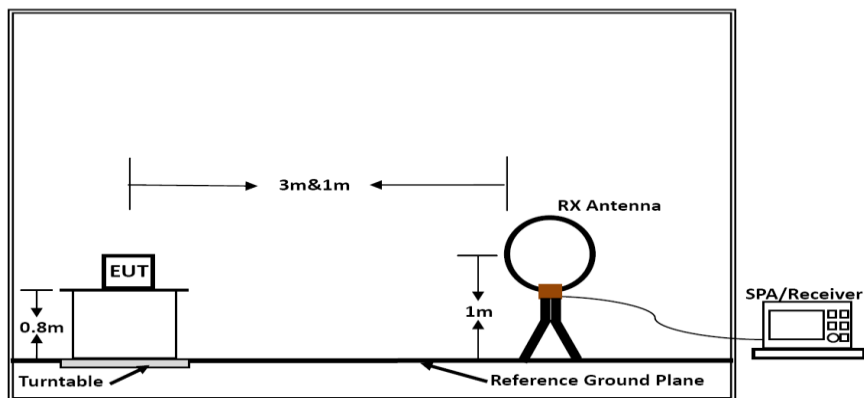 3m&1m
RX Antenna
EUT
SPA/Receiver
0.8m
1m
Turntable
Reference Ground Plane